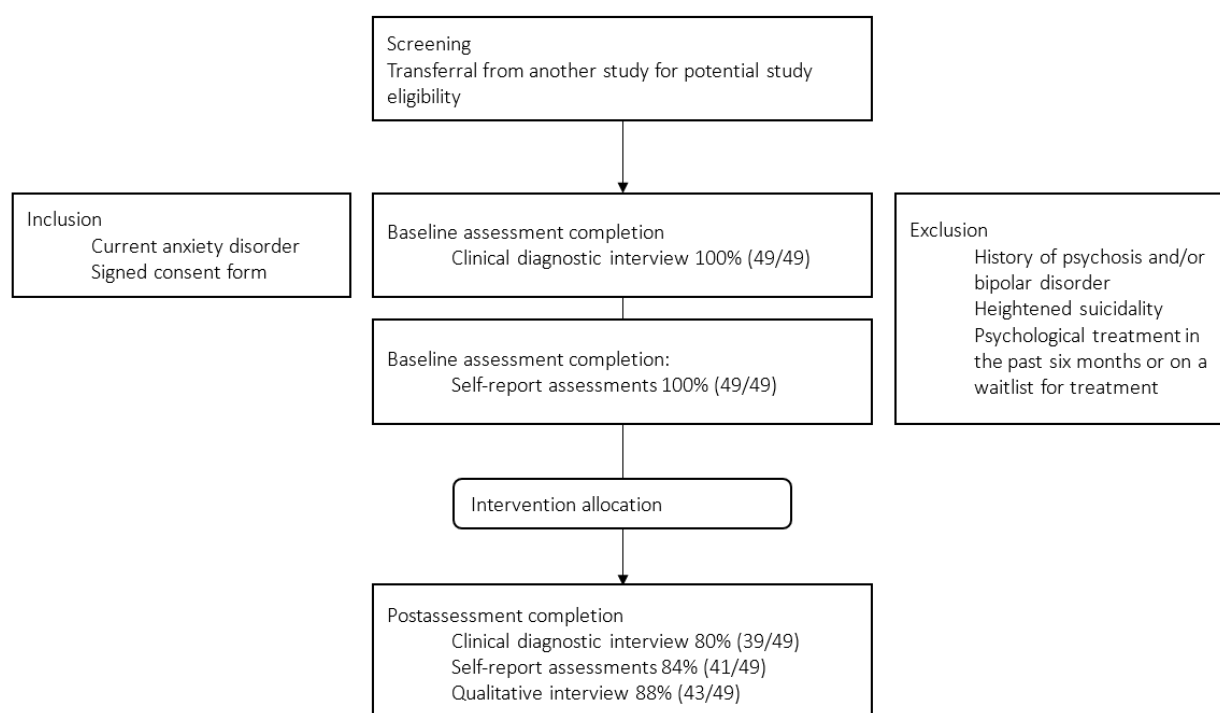 Screening
Transferral from another study for potential study
eligibility
Inclusion
Current anxiety disorder
Signed consent form
Baseline assessment completion
Clinical diagnostic interview 100% (49/49)
Exclusion
History of psychosis and/or
bipolar disorder
Heightened suicidality
Psychological treatment in
the past six months or on a
waitlist for treatment
Baseline assessment completion:
Self-report assessments 100% (49/49)
Intervention allocation
Postassessment completion
Clinical diagnostic interview 80% (39/49)
Self-report assessments 84% (41/49)
Qualitative interview 88% (43/49)